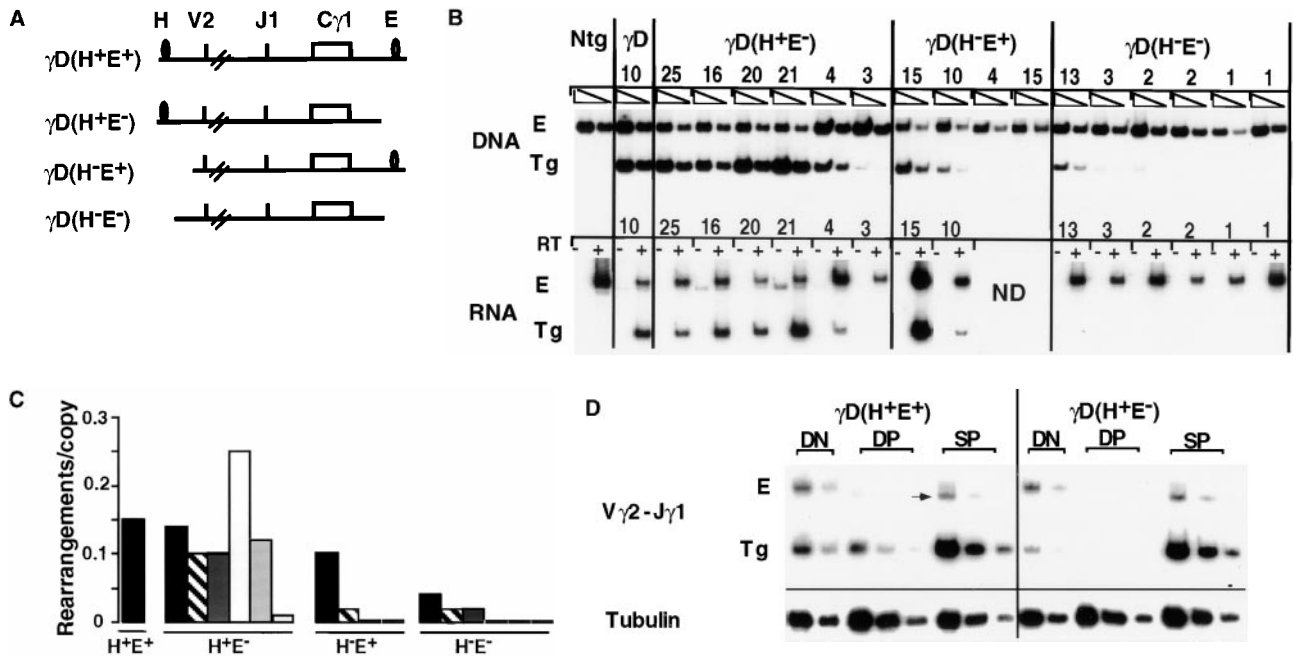 A
H V2 J1 Cγ1 E
γD(H⁺E⁺)
γD(H⁺E⁻)
γD(H⁻E⁺)
γD(H⁻E⁻)
B
Ntg γD γD(H⁺E⁻) γD(H⁻E⁺) γD(H⁻E⁻)
10 25 16 20 21 4 3 15 10 4 15 13 3 2 2 1 1
E
DNA
Tg
10 25 16 20 21 4 3 15 10 13 3 2 2 1 1
RT - + - + - + - + - + - + - + - + - + - + - + - + - + - + - + - +
E
ND
RNA
Tg
C
Rearrangements/copy
0.3
0.2
0.1
0
H⁺E⁺ H⁺E⁻ H⁻E⁺ H⁻E⁻
D
γD(H⁺E⁺) γD(H⁺E⁻)
DN DP SP DN DP SP
E
Vγ2-Jγ1
Tg
Tubulin